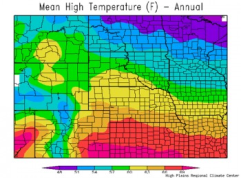 Mean High Temperature (F) - Annual
High Plains Regional Climate Center